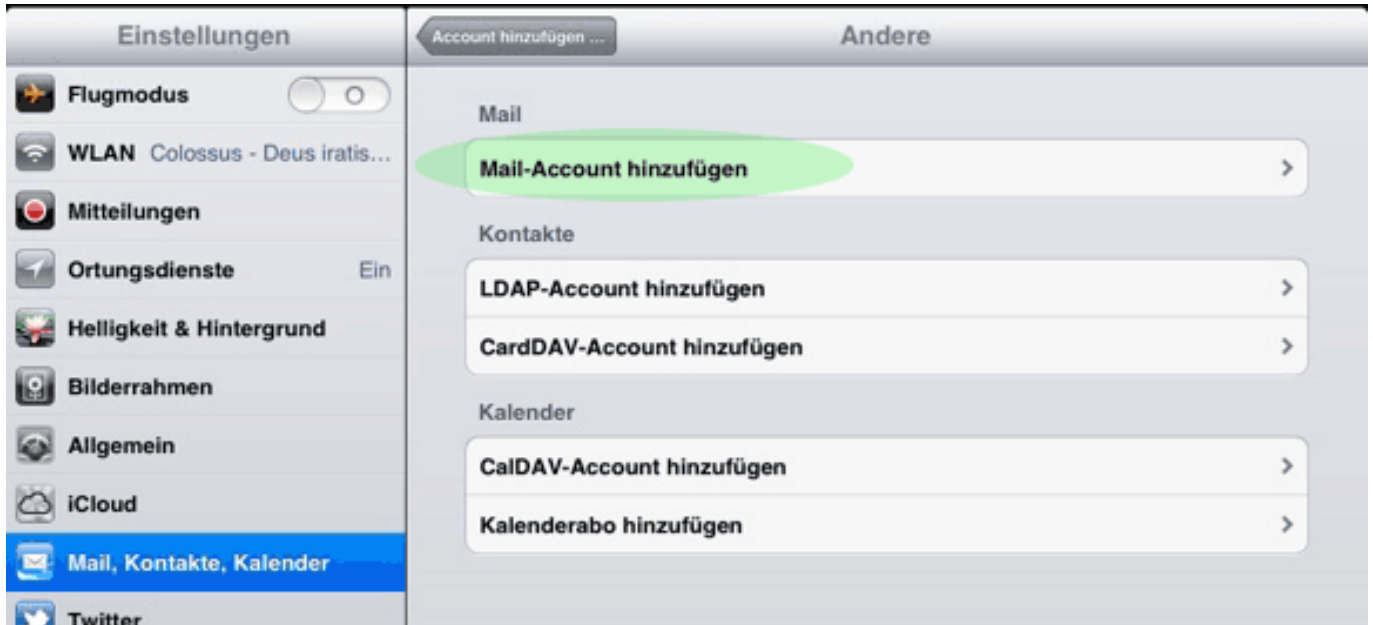 Einstellungen
Account hinzufügen ...
Andere
Flugmodus
WLAN Colossus - Deus iratis...
Mitteilungen
Ortungsdienste Ein
Helligkeit & Hintergrund
Bilderrahmen
Allgemein
iCloud
Mail, Kontakte, Kalender
Twitter
Mail
Mail-Account hinzufügen
Kontakte
LDAP-Account hinzufügen
CardDAV-Account hinzufügen
Kalender
CalDAV-Account hinzufügen
Kalenderabo hinzufügen